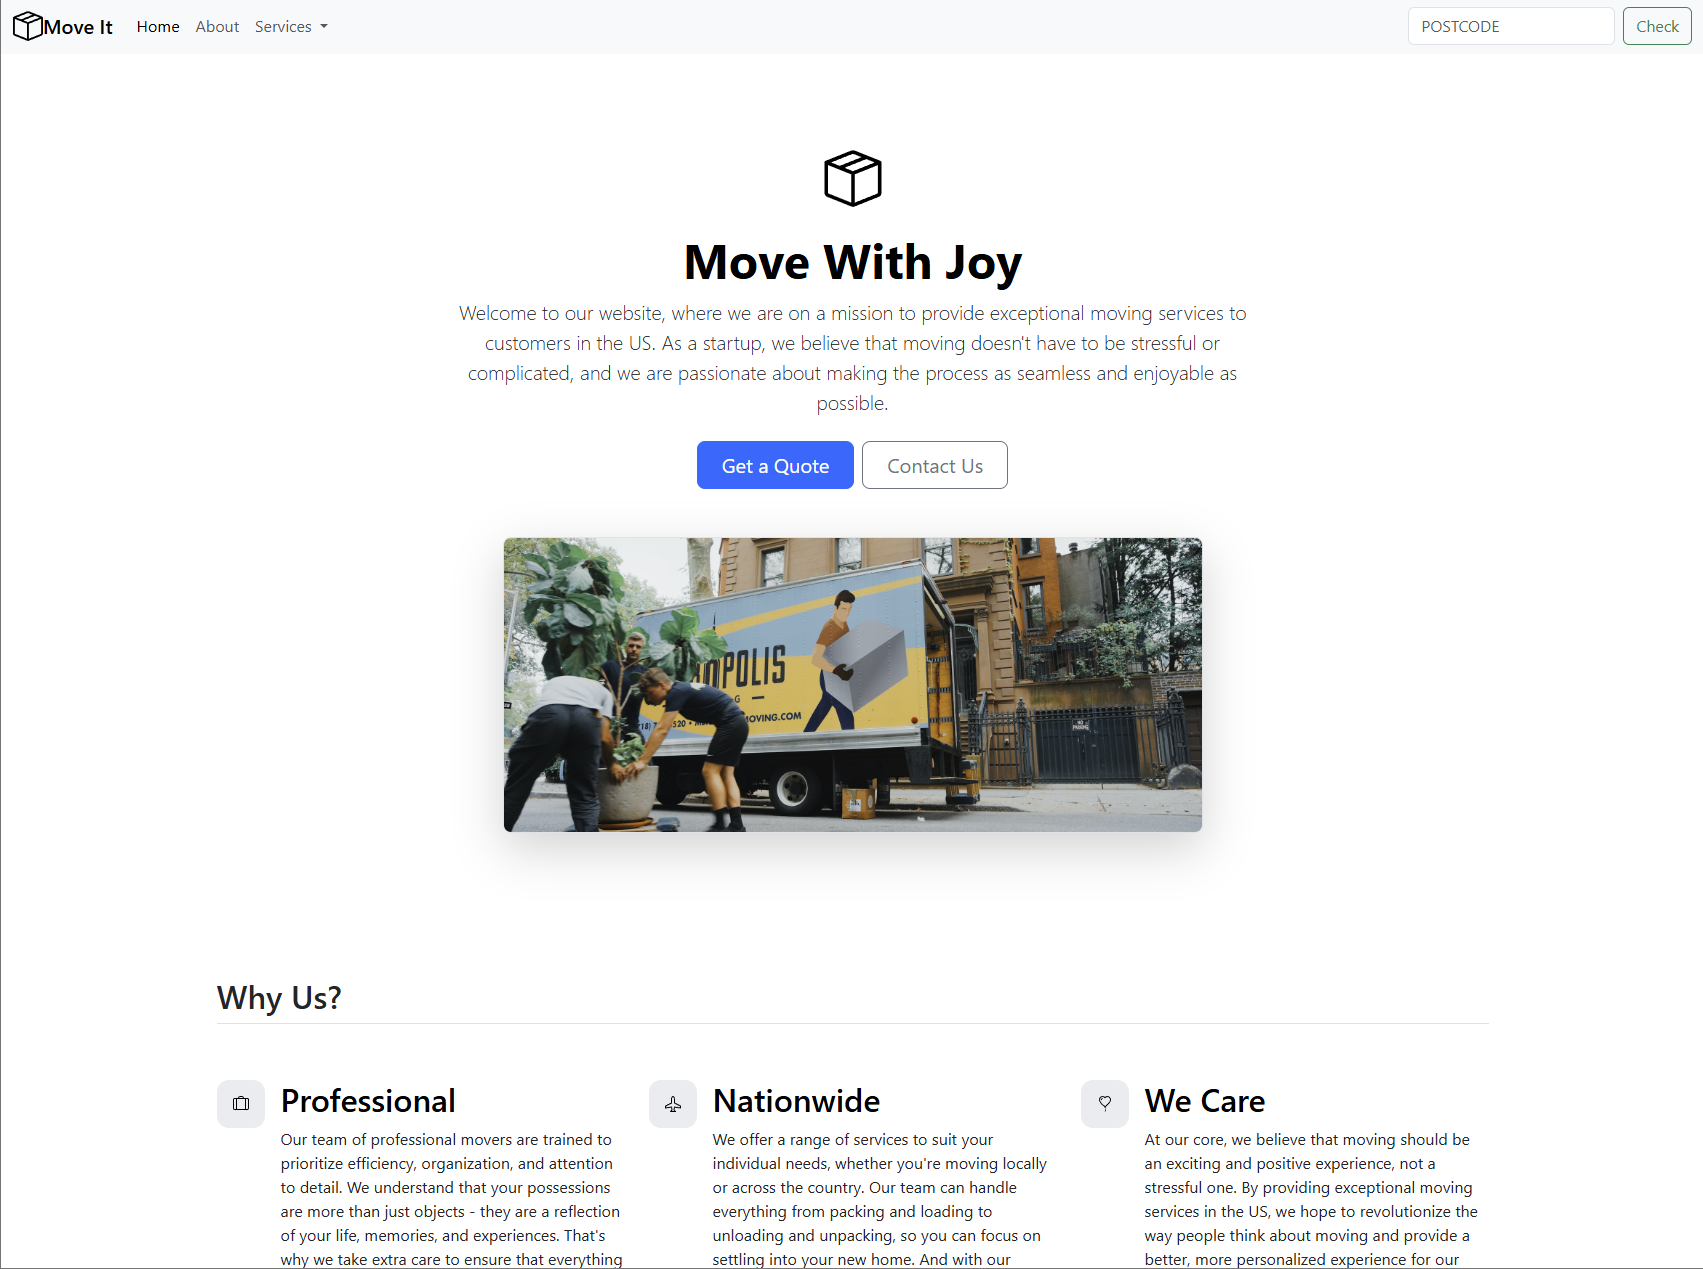 Move It Home About Services POSTCODE Check
Move With Joy
Welcome to our website, where we are on a mission to provide exceptional moving services to
customers in the US. As a startup, we believe that moving doesn't have to be stressful or
complicated, and we are passionate about making the process as seamless and enjoyable as
possible.
Get a Quote Contact Us
OPOLIS
MOVING.COM
NO
PARKING
Why Us?
Professional
Our team of professional movers are trained to
prioritize efficiency, organization, and attention
to detail. We understand that your possessions
are more than just objects - they are a reflection
of your life, memories, and experiences. That's
why we take extra care to ensure that everything
Nationwide
We offer a range of services to suit your
individual needs, whether you're moving locally
or across the country. Our team can handle
everything from packing and loading to
unloading and unpacking, so you can focus on
settling into your new home. And with our
We Care
At our core, we believe that moving should be
an exciting and positive experience, not a
stressful one. By providing exceptional moving
services in the US, we hope to revolutionize the
way people think about moving and provide a
better, more personalized experience for our